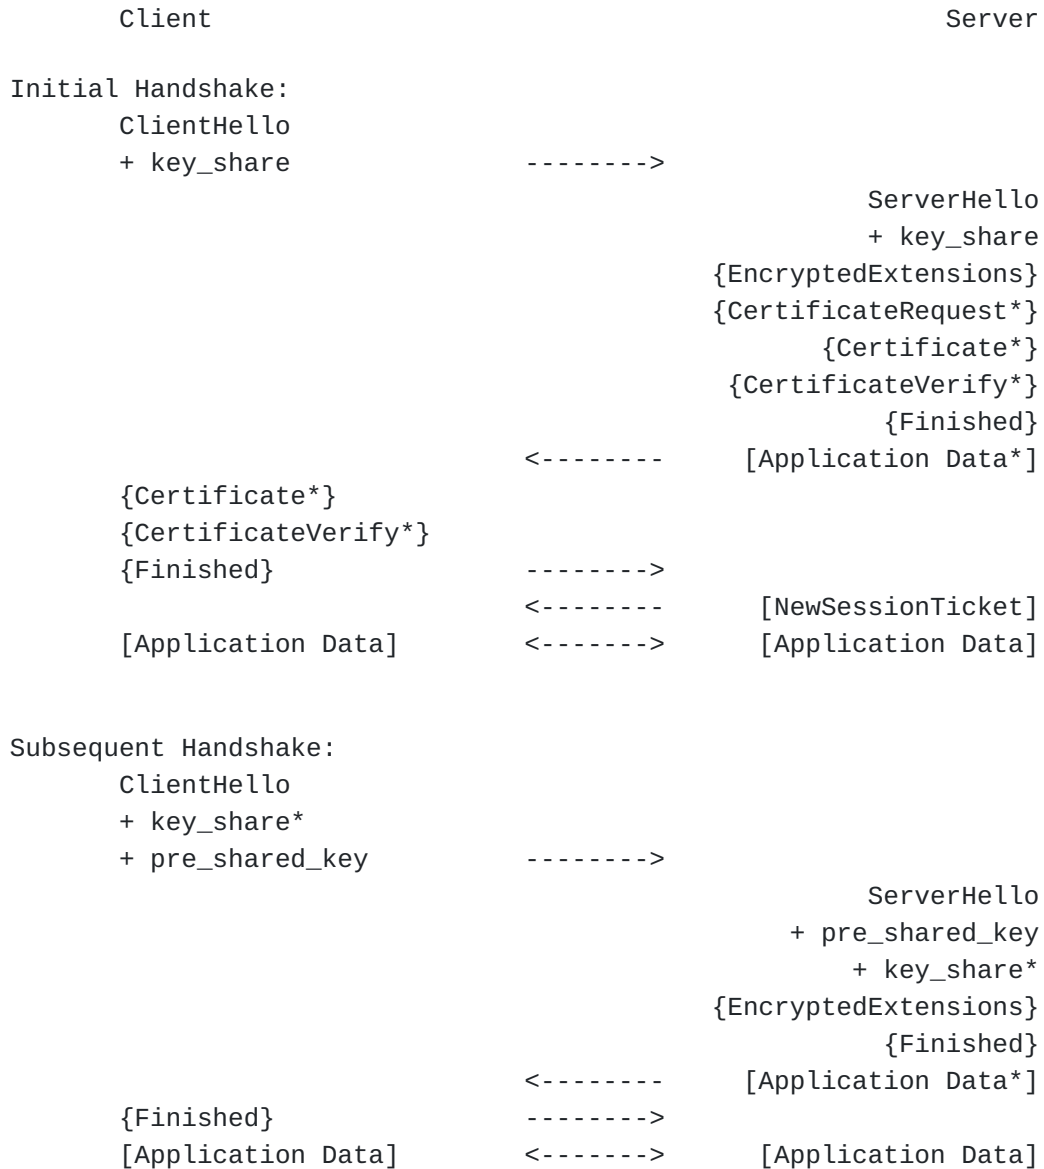 Client                                               Server

Initial Handshake:
       ClientHello
       + key_share               -------->
                                                       ServerHello
                                                       + key_share
                                             {EncryptedExtensions}
                                             {CertificateRequest*}
                                                    {Certificate*}
                                              {CertificateVerify*}
                                                        {Finished}
                                 <--------     [Application Data*]
       {Certificate*}
       {CertificateVerify*}
       {Finished}                -------->
                                 <--------      [NewSessionTicket]
       [Application Data]        <------->      [Application Data]


Subsequent Handshake:
       ClientHello
       + key_share*
       + pre_shared_key          -------->
                                                       ServerHello
                                                  + pre_shared_key
                                                      + key_share*
                                             {EncryptedExtensions}
                                                        {Finished}
                                 <--------     [Application Data*]
       {Finished}                -------->
       [Application Data]        <------->      [Application Data]